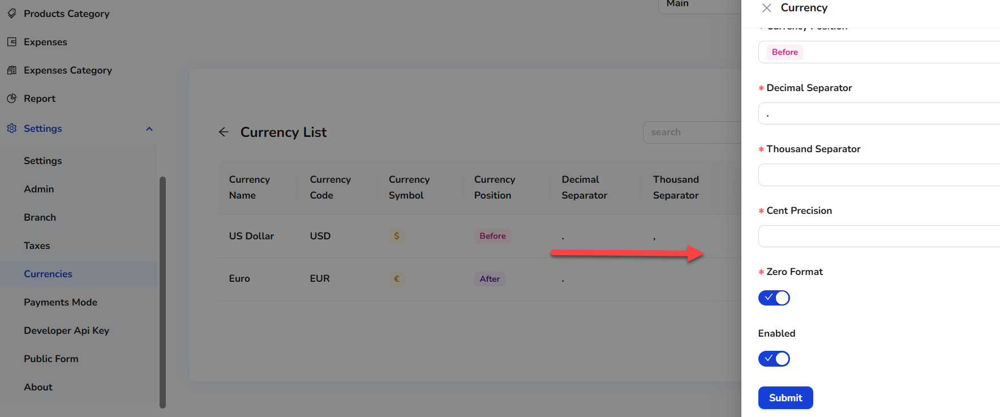 Products Category
Expenses
Expenses Category
Report
Settings
Settings
Admin
Branch
Taxes
Currencies
Payments Mode
Developer Api Key
Public Form
About
Main
Currency List
search
Currency Name
Currency Code
Currency Symbol
Currency Position
Decimal Separator
Thousand Separator
US Dollar USD $ Before . ,
Euro EUR € After .
Currency
* Currency Position
Before
* Decimal Separator
.
* Thousand Separator
* Cent Precision
* Zero Format
Enabled
Submit